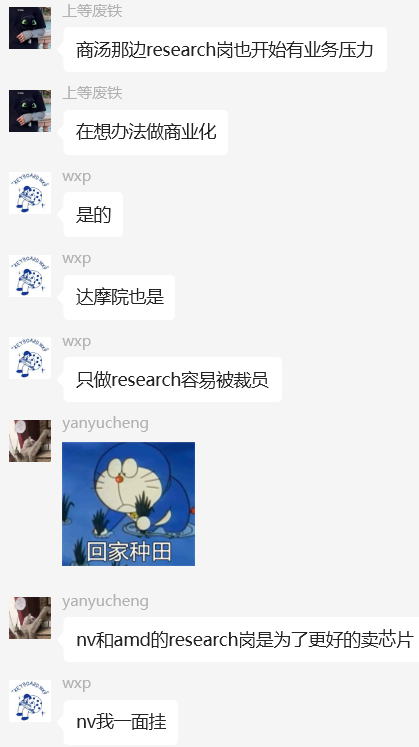 上等废铁
商汤那边research岗也开始有业务压力
上等废铁
在想办法做商业化
wxp
是的
wxp
达摩院也是
wxp
只做research容易被裁员
yanyucheng
回家种田
yanyucheng
nv和amd的research岗是为了更好的卖芯片
wxp
nv我一面挂